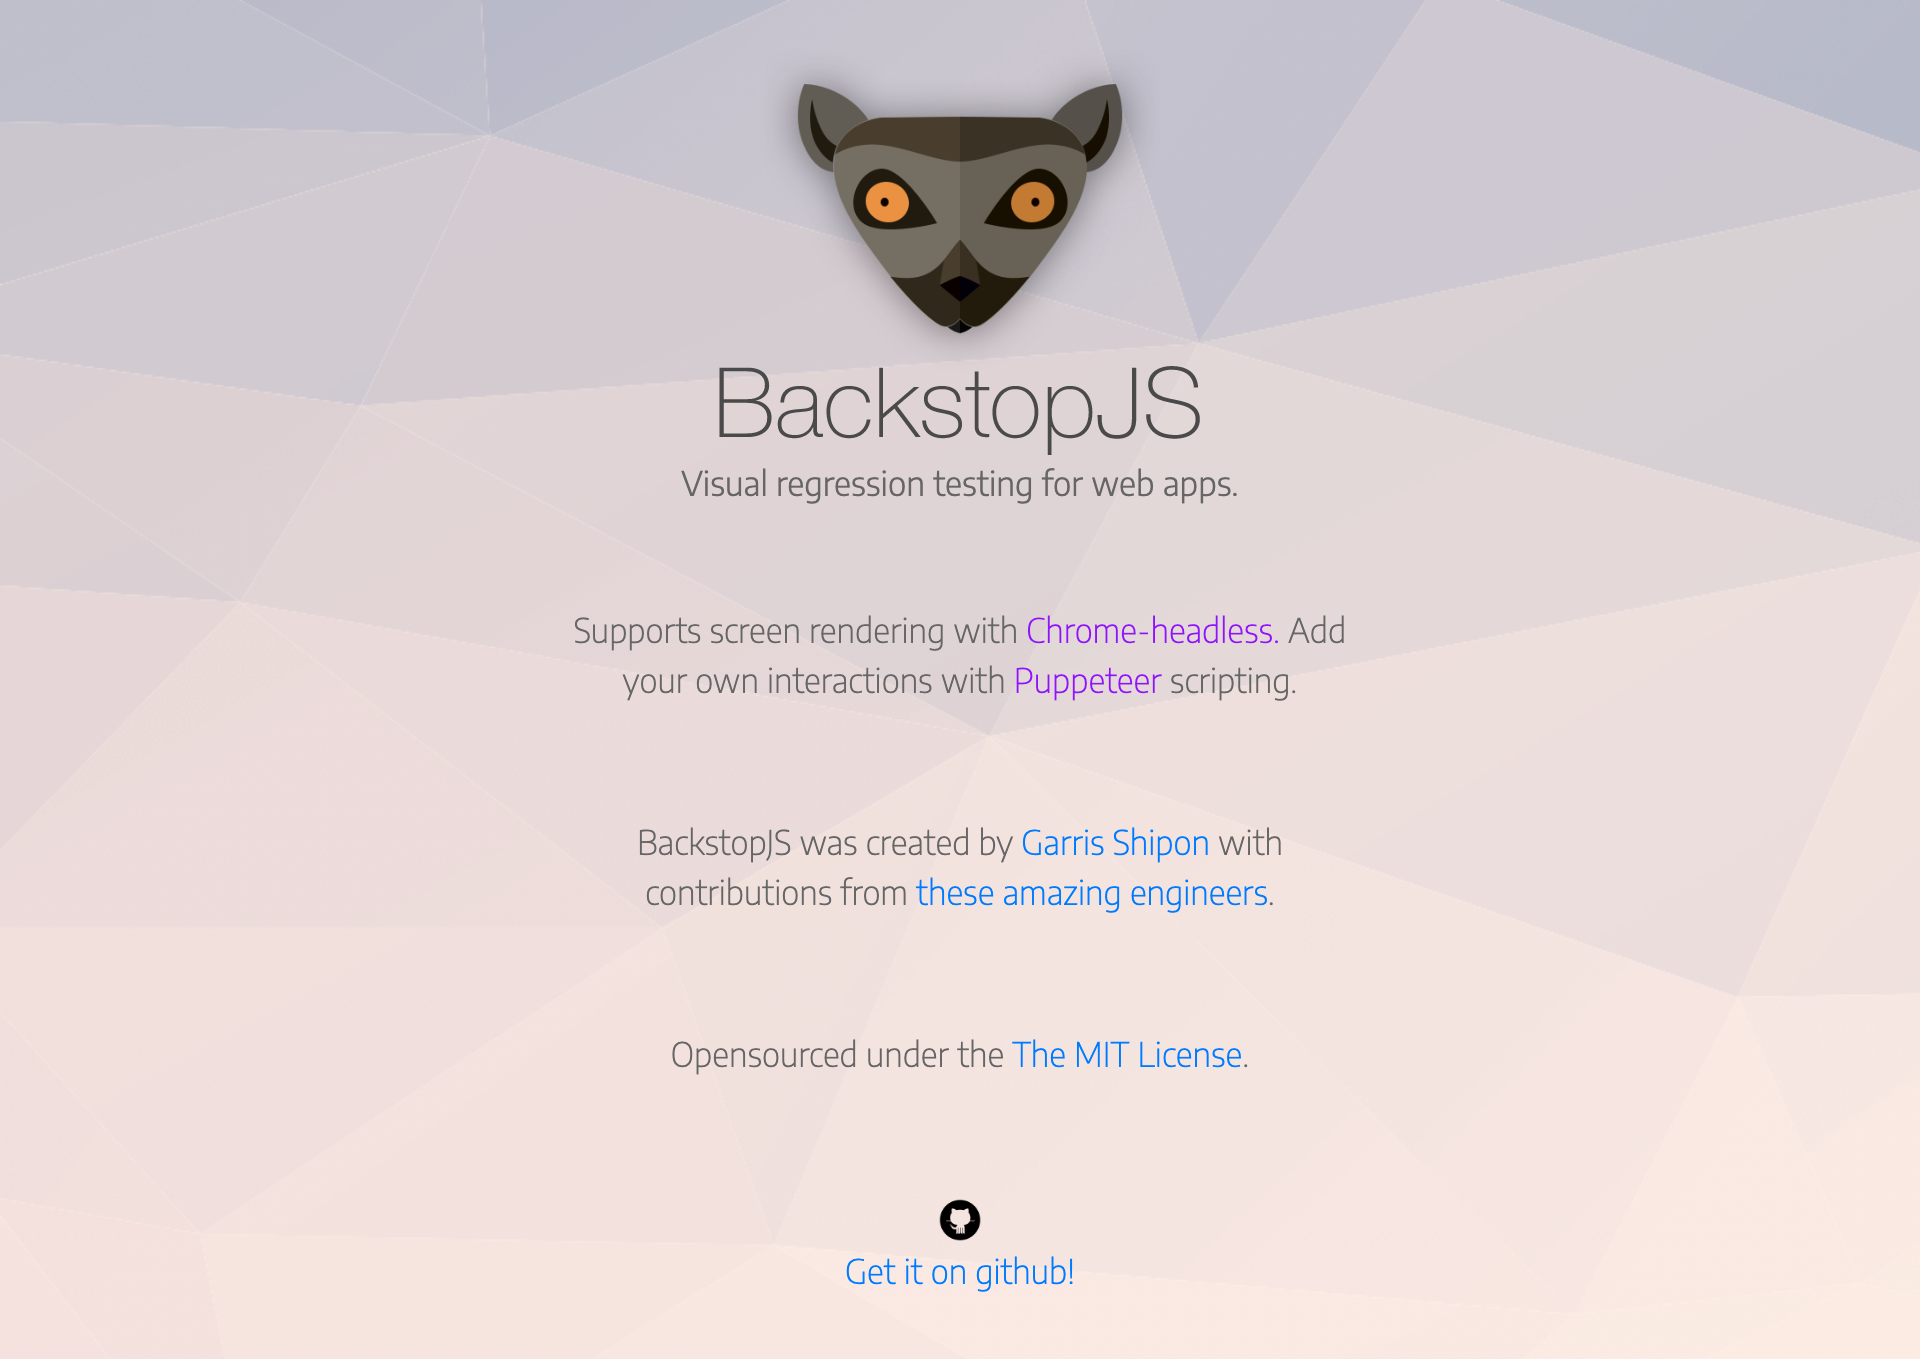 BackstopJS
Visual regression testing for web apps.
Supports screen rendering with Chrome-headless. Add
your own interactions with Puppeteer scripting.
BackstopJS was created by Garris Shipon with
contributions from these amazing engineers.
Opensourced under the The MIT License.
Get it on github!